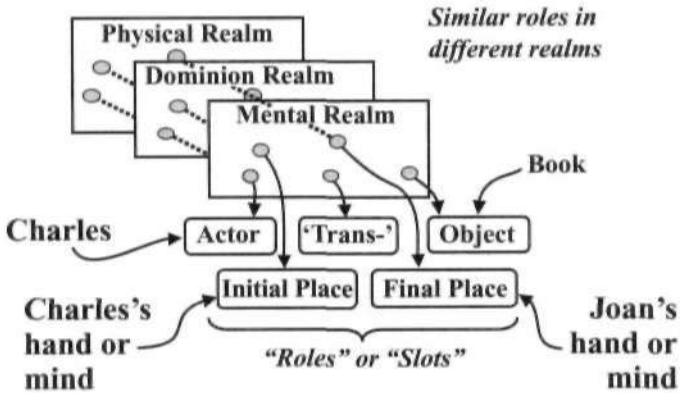 Similar roles in
different realms
Physical Realm
Dominion Realm
Mental Realm
Book
Charles
Actor
‘Trans-’
Object
Initial Place
Final Place
Charles’s
hand or
mind
“Roles” or “Slots”
Joan’s
hand or
mind